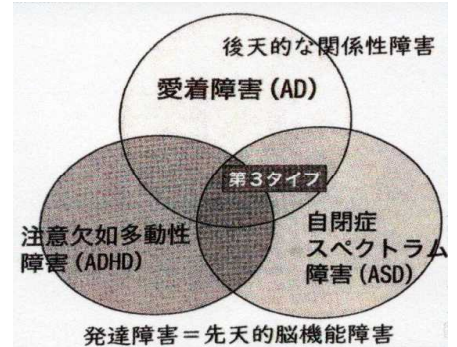 後天的な関係性障害
愛着障害(AD)
第3タイプ
注意欠如多動性
障害(ADHD)
自閉症
スペクトラム
障害(ASD)
発達障害＝先天的脳機能障害